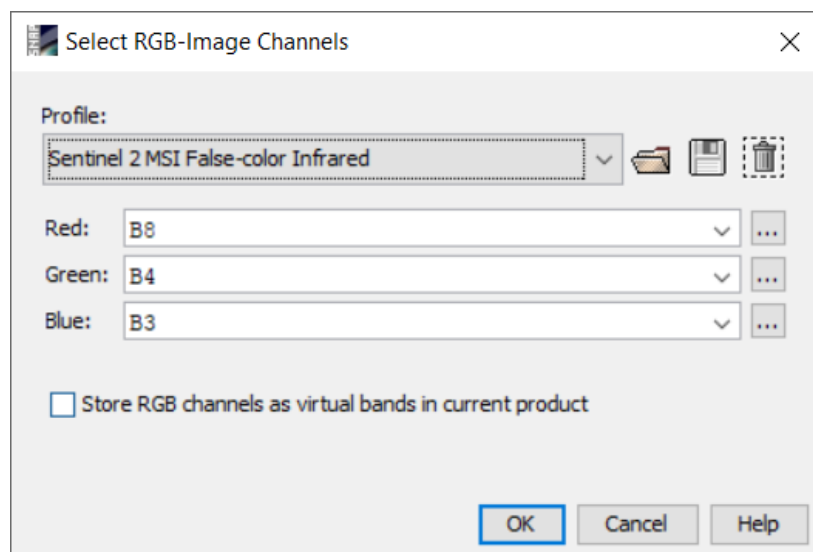 SNAP
Select RGB-Image Channels
Profile:
Sentinel 2 MSI False-color Infrared
Red: B8 ...
Green: B4 ...
Blue: B3 ...
Store RGB channels as virtual bands in current product
OK Cancel Help